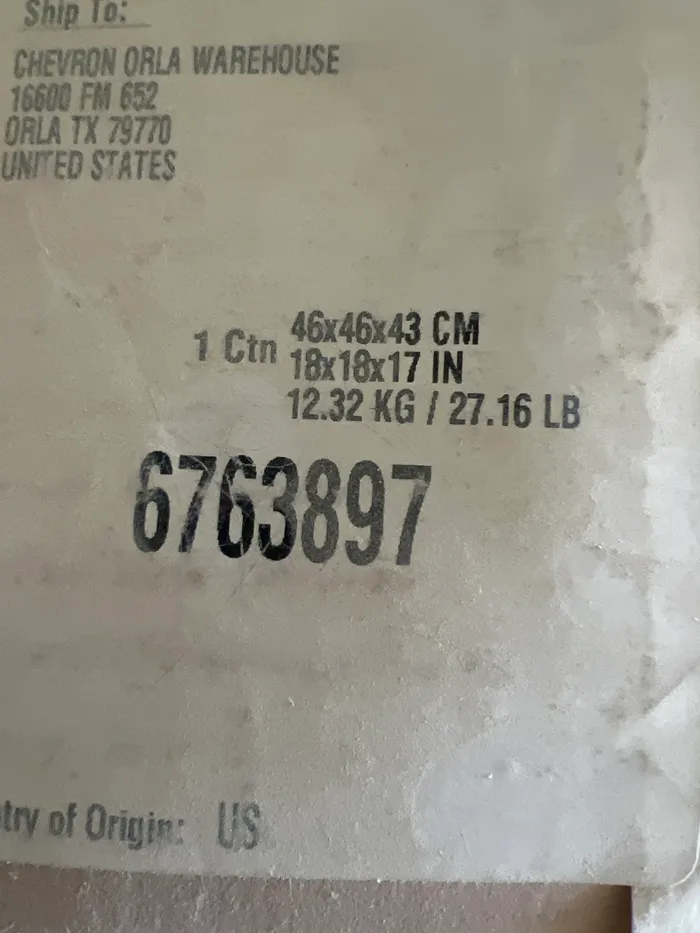 Ship To:
CHEVRON ORLA WAREHOUSE
16600 FM 652
ORLA TX 79770
UNITED STATES
1 Ctn 46x46x43 CM
18x18x17 IN
12.32 KG / 27.16 LB
6763897
try of Origin: US